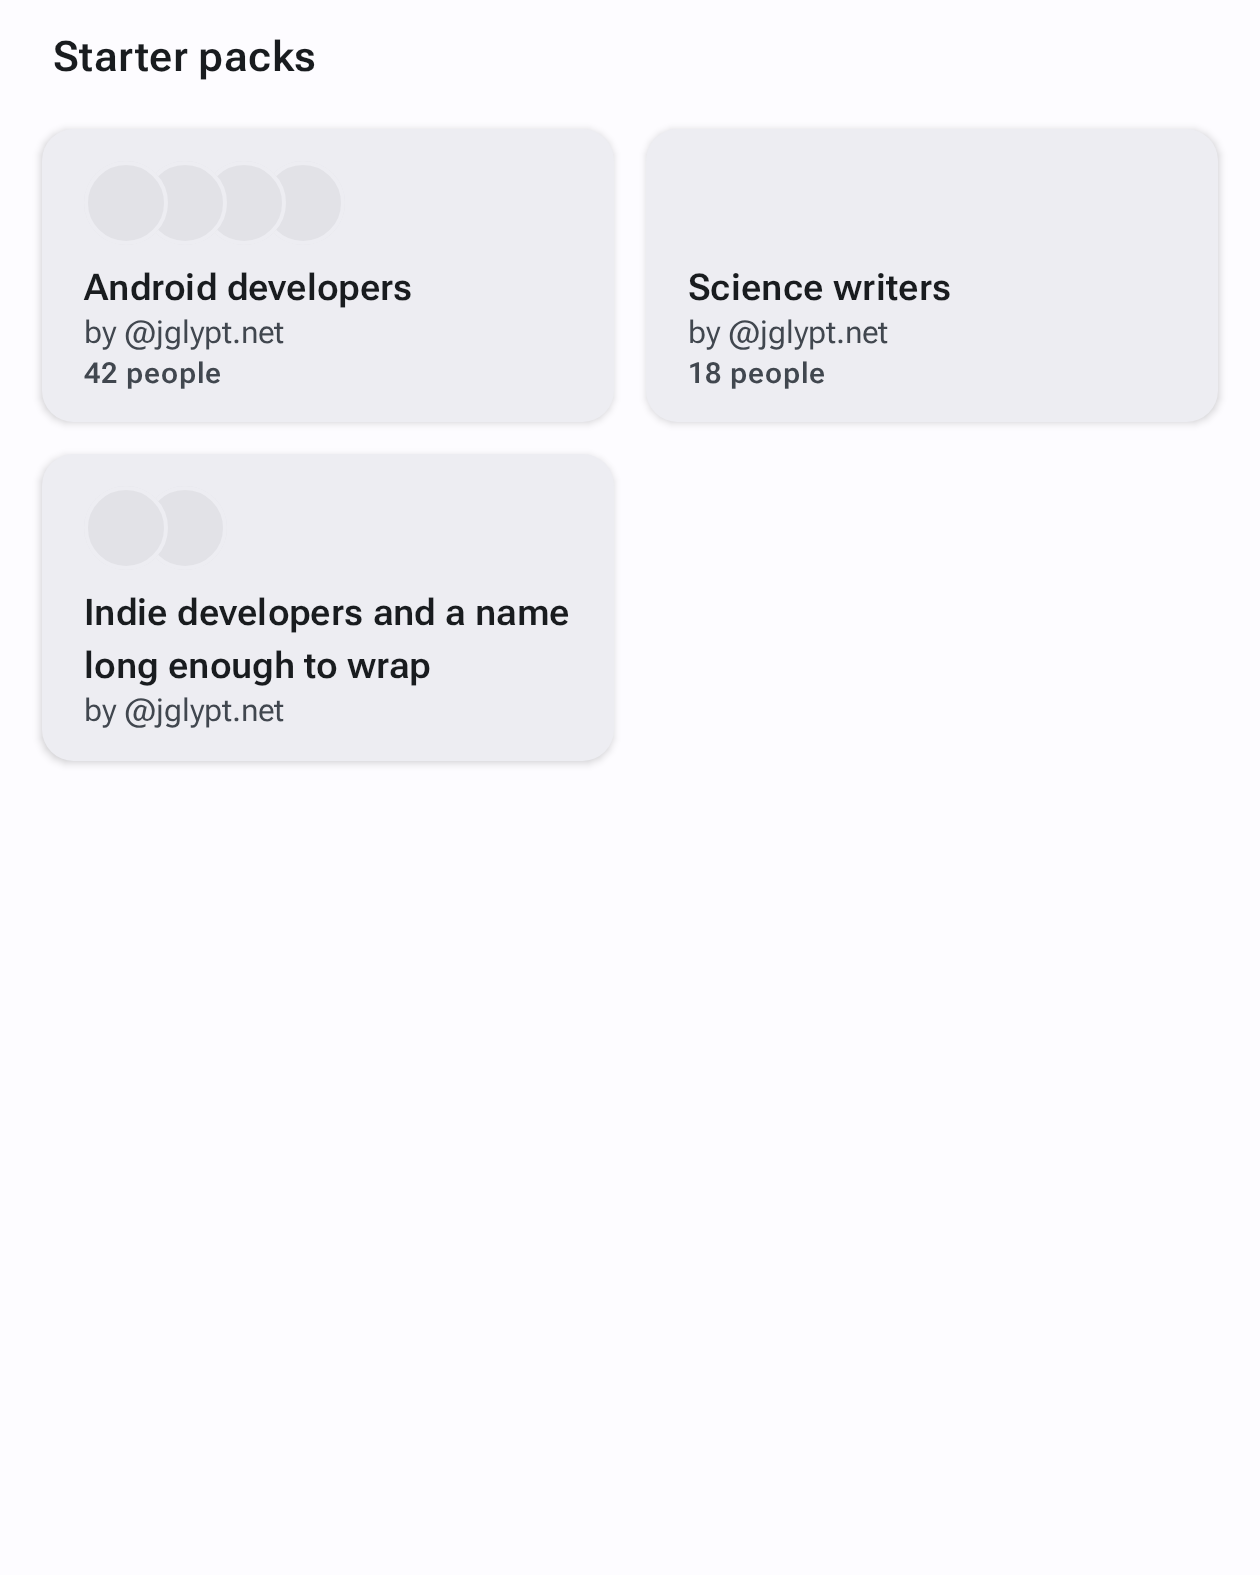 Starter packs
Android developers
by @jglypt.net
42 people
Science writers
by @jglypt.net
18 people
Indie developers and a name
long enough to wrap
by @jglypt.net